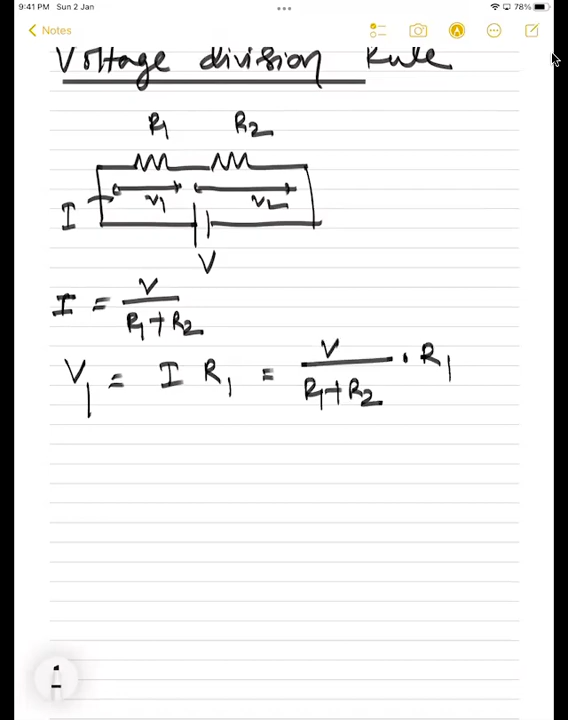 9:41 PM Sun 2 Jan
78%
Notes
Voltage division Rule
R1 R2
V1 V2
I
V
I = V / R1+R2
V1 = I R1 = V / R1+R2 . R1